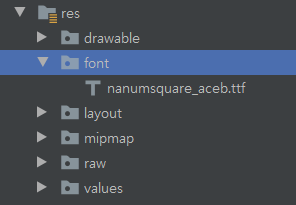 res
drawable
font
nanumsquare_aceb.ttf
layout
mipmap
raw
values